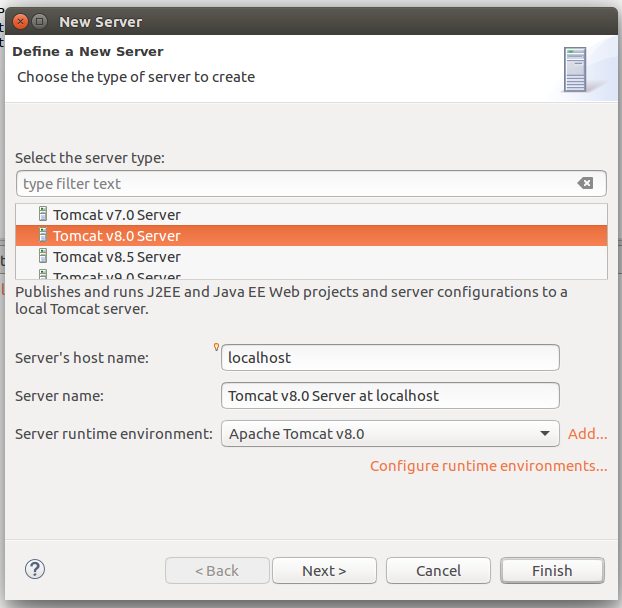 New Server
Define a New Server
Choose the type of server to create
Select the server type:
type filter text
Tomcat v7.0 Server
Tomcat v8.0 Server
Tomcat v8.5 Server
Tomcat v9.0 Server
Publishes and runs J2EE and Java EE Web projects and server configurations to a
local Tomcat server.
Server's host name: localhost
Server name: Tomcat v8.0 Server at localhost
Server runtime environment: Apache Tomcat v8.0 Add...
Configure runtime environments...
? < Back Next > Cancel Finish